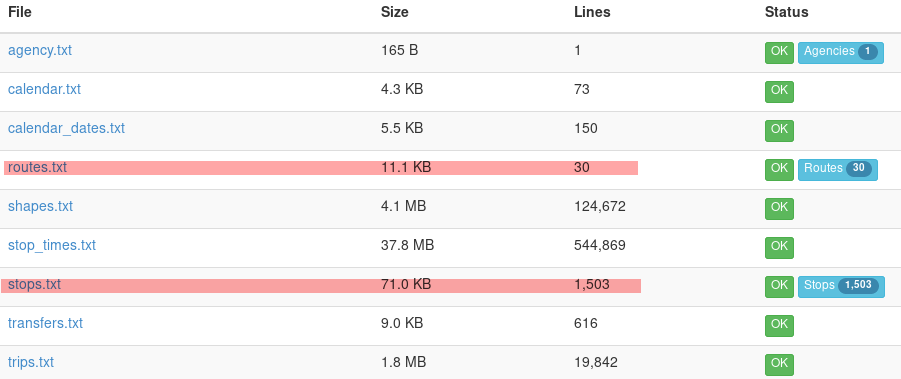 File Size Lines Status
agency.txt 165 B 1 OK Agencies 1
calendar.txt 4.3 KB 73 OK
calendar_dates.txt 5.5 KB 150 OK
routes.txt 11.1 KB 30 OK Routes 30
shapes.txt 4.1 MB 124,672 OK
stop_times.txt 37.8 MB 544,869 OK
stops.txt 71.0 KB 1,503 OK Stops 1,503
transfers.txt 9.0 KB 616 OK
trips.txt 1.8 MB 19,842 OK